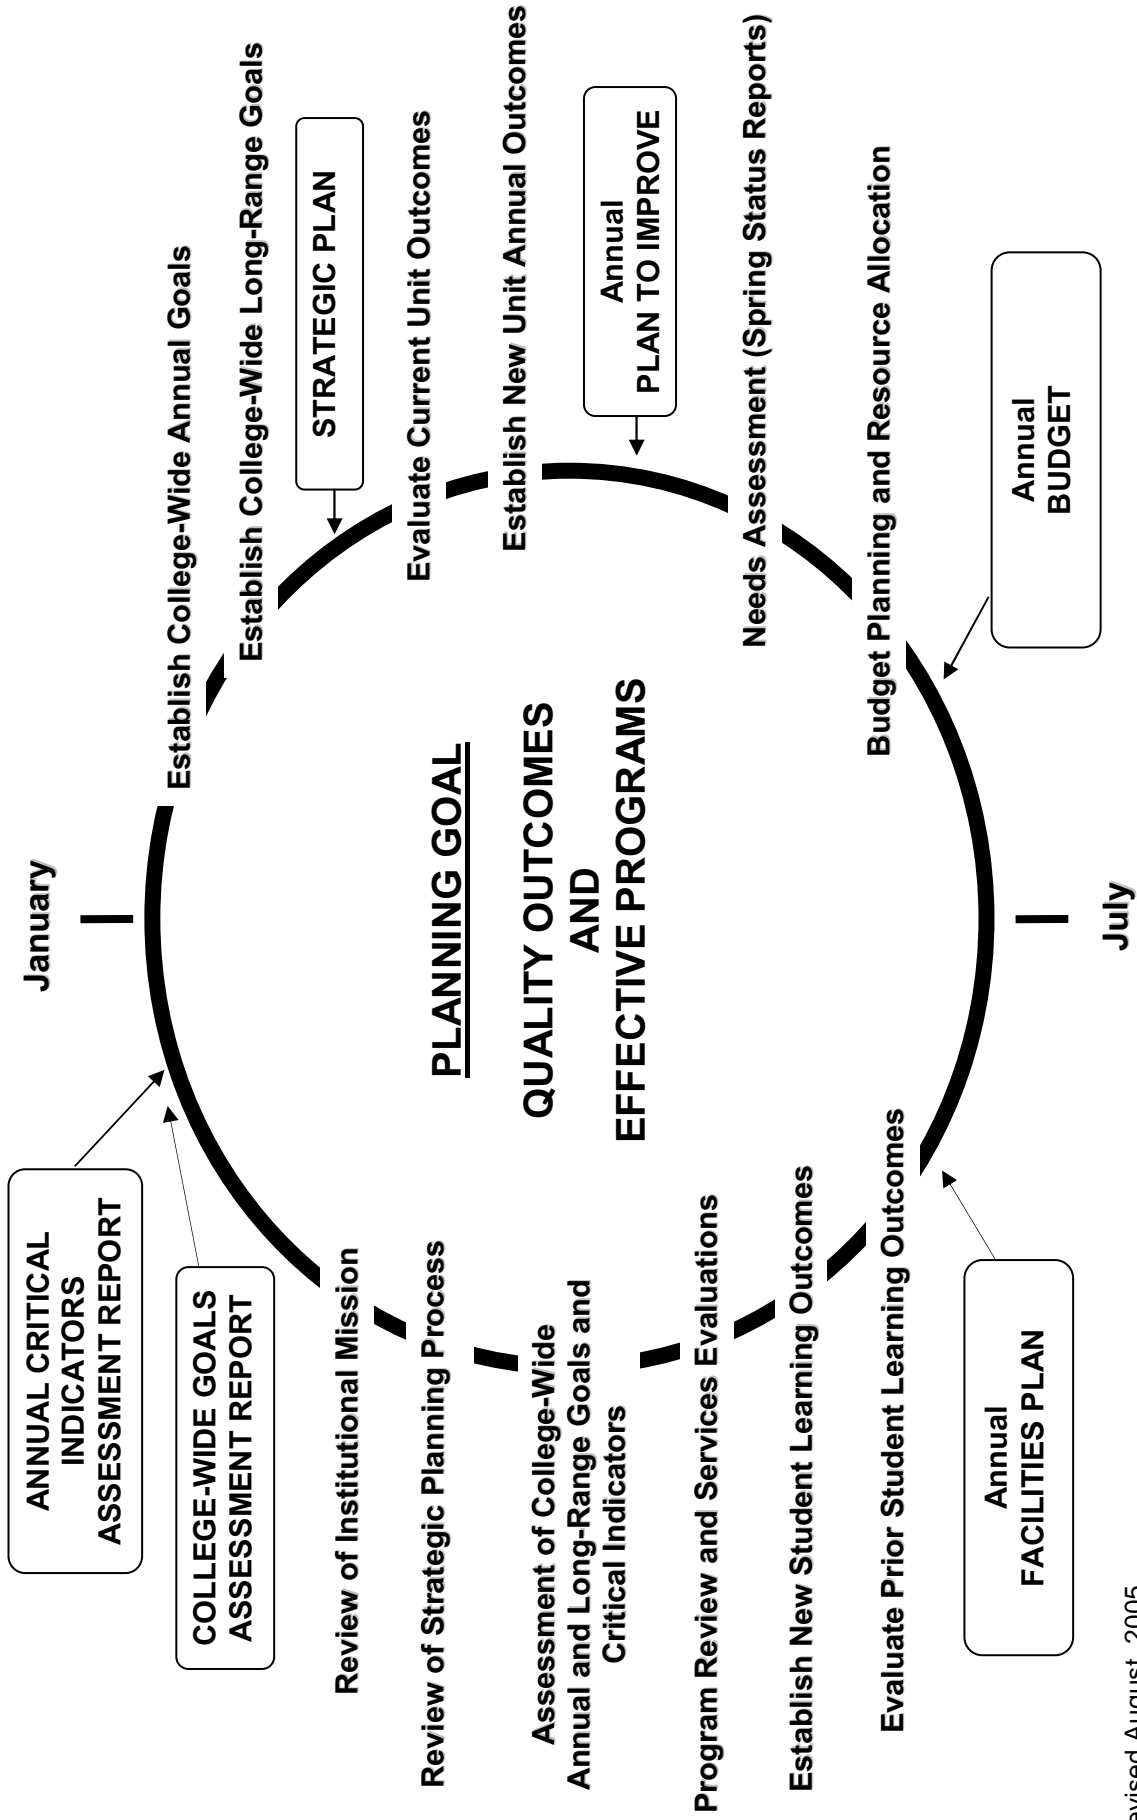 January
Establish College-Wide Annual Goals
Establish College-Wide Long-Range Goals
STRATEGIC PLAN
Evaluate Current Unit Outcomes
Establish New Unit Annual Outcomes
Annual
PLAN TO IMPROVE
Needs Assessment (Spring Status Reports)
Budget Planning and Resource Allocation
Annual
BUDGET
July
Annual
FACILITIES PLAN
Evaluate Prior Student Learning Outcomes
Establish New Student Learning Outcomes
Program Review and Services Evaluations
Assessment of College-Wide
Annual and Long-Range Goals and
Critical Indicators
Review of Strategic Planning Process
Review of Institutional Mission
COLLEGE-WIDE GOALS
ASSESSMENT REPORT
ANNUAL CRITICAL
INDICATORS
ASSESSMENT REPORT
PLANNING GOAL
QUALITY OUTCOMES
AND
EFFECTIVE PROGRAMS
evised August, 2005